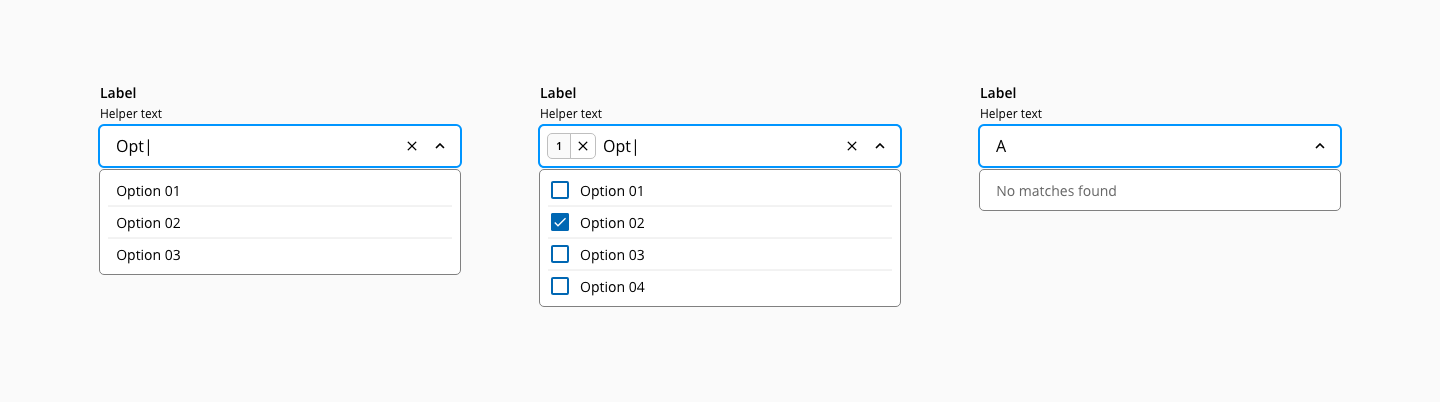 Label
Helper text
Opt
Option 01
Option 02
Option 03
Label
Helper text
1 Opt
Option 01
Option 02
Option 03
Option 04
Label
Helper text
A
No matches found